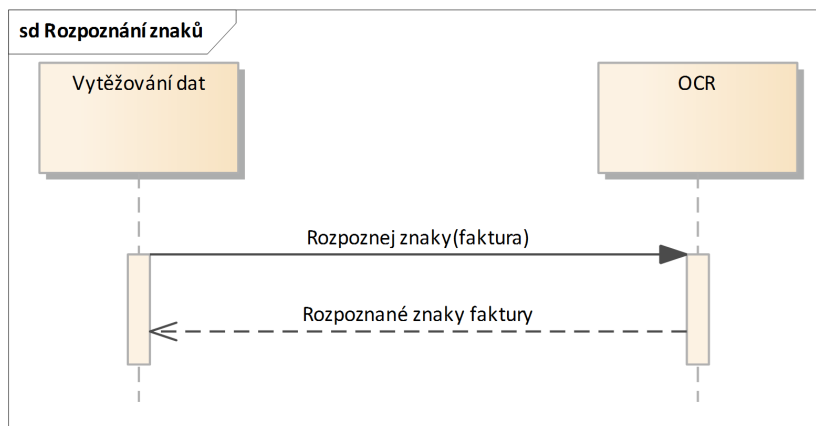 sd Rozpoznání znaků
Vytěžování dat
OCR
Rozpoznej znaky(faktura)
Rozpoznané znaky faktury